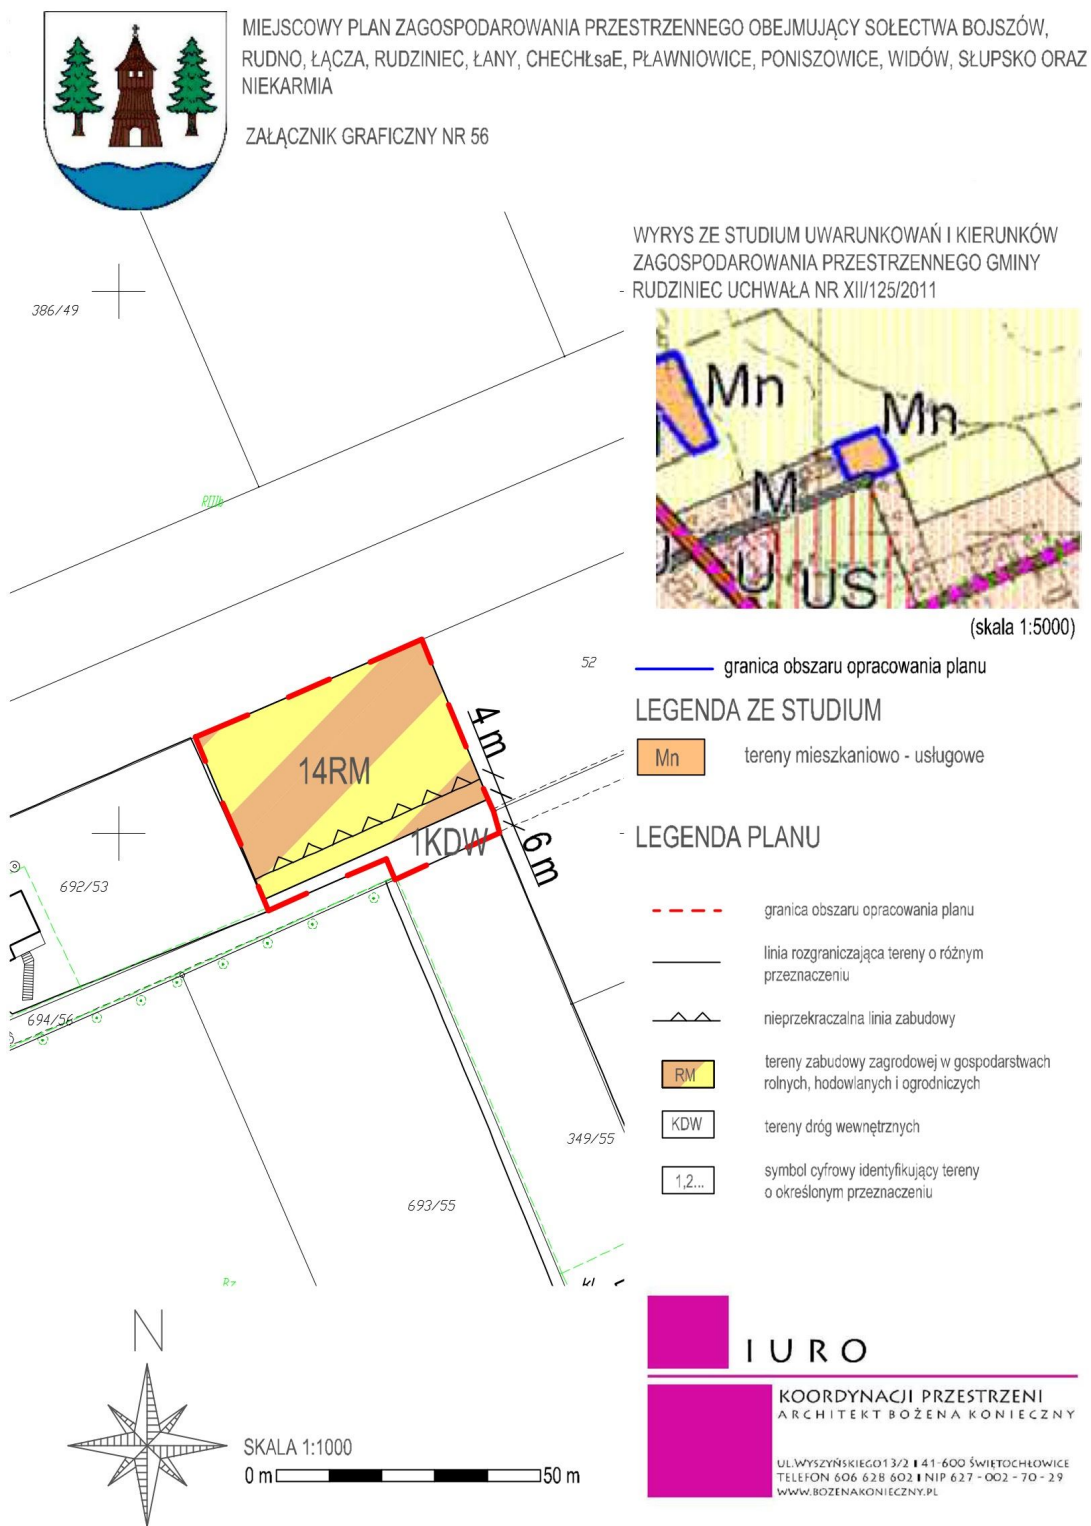 MIEJSCOWY PLAN ZAGOSPODAROWANIA PRZESTRZENNEGO OBEJMUJĄCY SOŁECTWA BOJSZÓW,
RUDNO, ŁĄCZA, RUDZINIEC, ŁANY, CHECHŁsaE, PŁAWNIOWICE, PONISZOWICE, WIDÓW, SŁUPSKO ORAZ
NIEKARMIA
ZAŁĄCZNIK GRAFICZNY NR 56
WYRYS ZE STUDIUM UWARUNKOWAŃ I KIERUNKÓW
ZAGOSPODAROWANIA PRZESTRZENNEGO GMINY
RUDZINIEC UCHWAŁA NR XII/125/2011
386/49
Mn
Mn
M
U
US
(skala 1:5000)
RIIIb
52
granica obszaru opracowania planu
LEGENDA ZE STUDIUM
Mn
tereny mieszkaniowo - usługowe
4 m
14RM
1KDW
6 m
LEGENDA PLANU
692/53
granica obszaru opracowania planu
linia rozgraniczająca tereny o różnym
przeznaczeniu
694/56
nieprzekraczalna linia zabudowy
RM
tereny zabudowy zagrodowej w gospodarstwach
rolnych, hodowlanych i ogrodniczych
KDW
tereny dróg wewnętrznych
349/55
1,2...
symbol cyfrowy identyfikujący tereny
o określonym przeznaczeniu
693/55
N
IURO
KOORDYNACJI PRZESTRZENI
ARCHITEKT BOŻENA KONIECZNY
SKALA 1:1000
0 m
50 m
UL.WYSZYŃSKIEGO13/2 I 41-600 ŚWIĘTOCHŁOWICE
TELEFON 606 628 602 I NIP 627 - 002 - 70 - 29
WWW.BOZENAKONIECZNY.PL